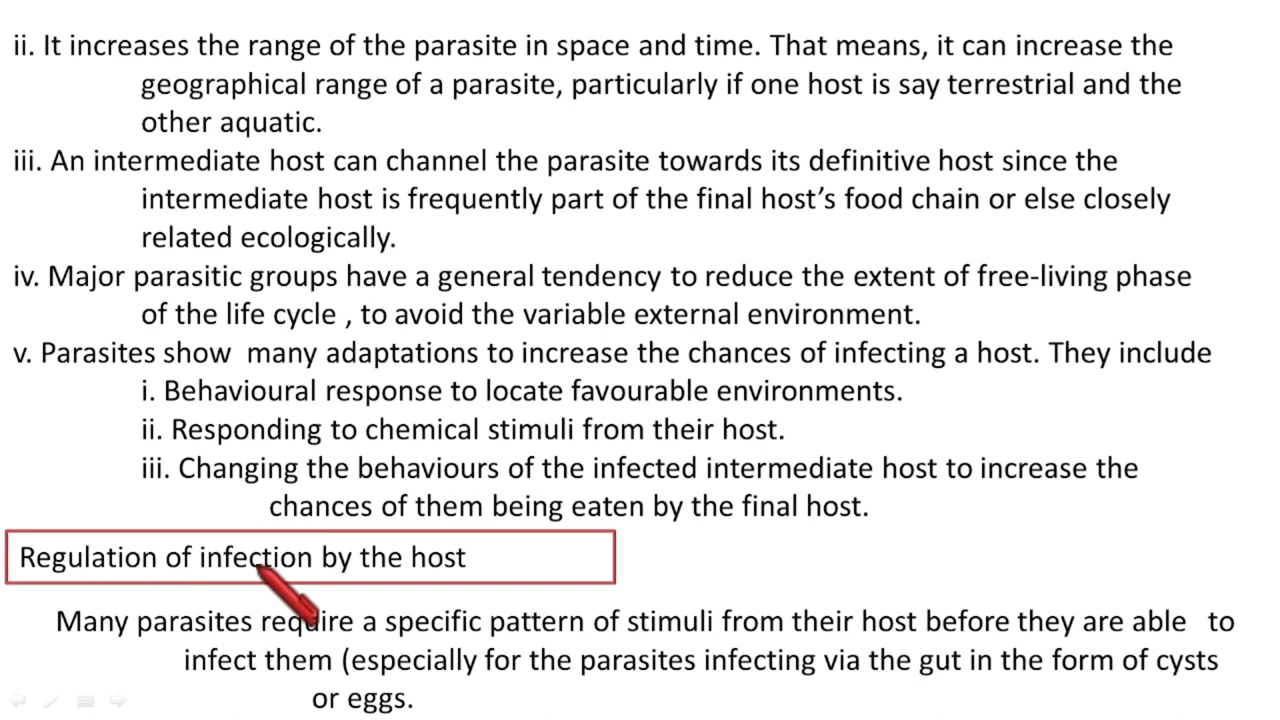 ii. It increases the range of the parasite in space and time. That means, it can increase the
geographical range of a parasite, particularly if one host is say terrestrial and the
other aquatic.
iii. An intermediate host can channel the parasite towards its definitive host since the
intermediate host is frequently part of the final host’s food chain or else closely
related ecologically.
iv. Major parasitic groups have a general tendency to reduce the extent of free-living phase
of the life cycle , to avoid the variable external environment.
v. Parasites show many adaptations to increase the chances of infecting a host. They include
i. Behavioural response to locate favourable environments.
ii. Responding to chemical stimuli from their host.
iii. Changing the behaviours of the infected intermediate host to increase the
chances of them being eaten by the final host.
Regulation of infection by the host
Many parasites require a specific pattern of stimuli from their host before they are able to
infect them (especially for the parasites infecting via the gut in the form of cysts
or eggs.